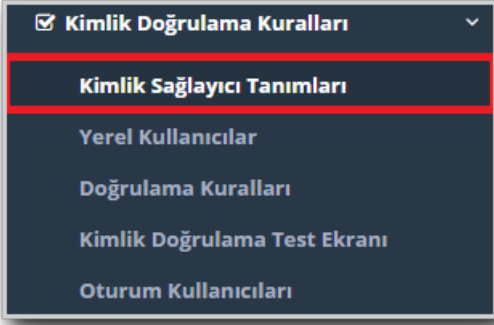 Kimlik Doğrulama Kuralları
Kimlik Sağlayıcı Tanımları
Yerel Kullanıcılar
Doğrulama Kuralları
Kimlik Doğrulama Test Ekranı
Oturum Kullanıcıları